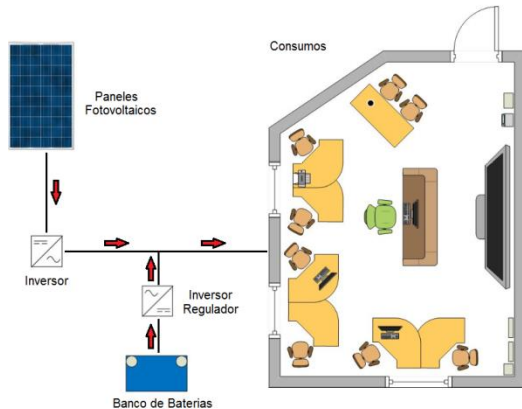 Consumos
Paneles
Fotovoltaicos
Inversor
Inversor
Regulador
Banco de Baterias